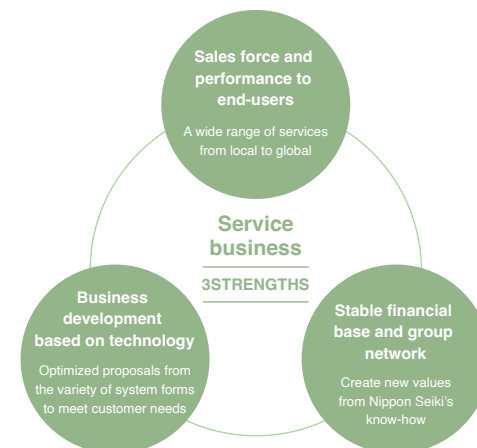 Sales force and
performance to
end-users
A wide range of services
from local to global
Service
business
3STRENGTHS
Business
development
based on technology
Optimized proposals from
the variety of system forms
to meet customer needs
Stable financial
base and group
network
Create new values
from Nippon Seiki's
know-how